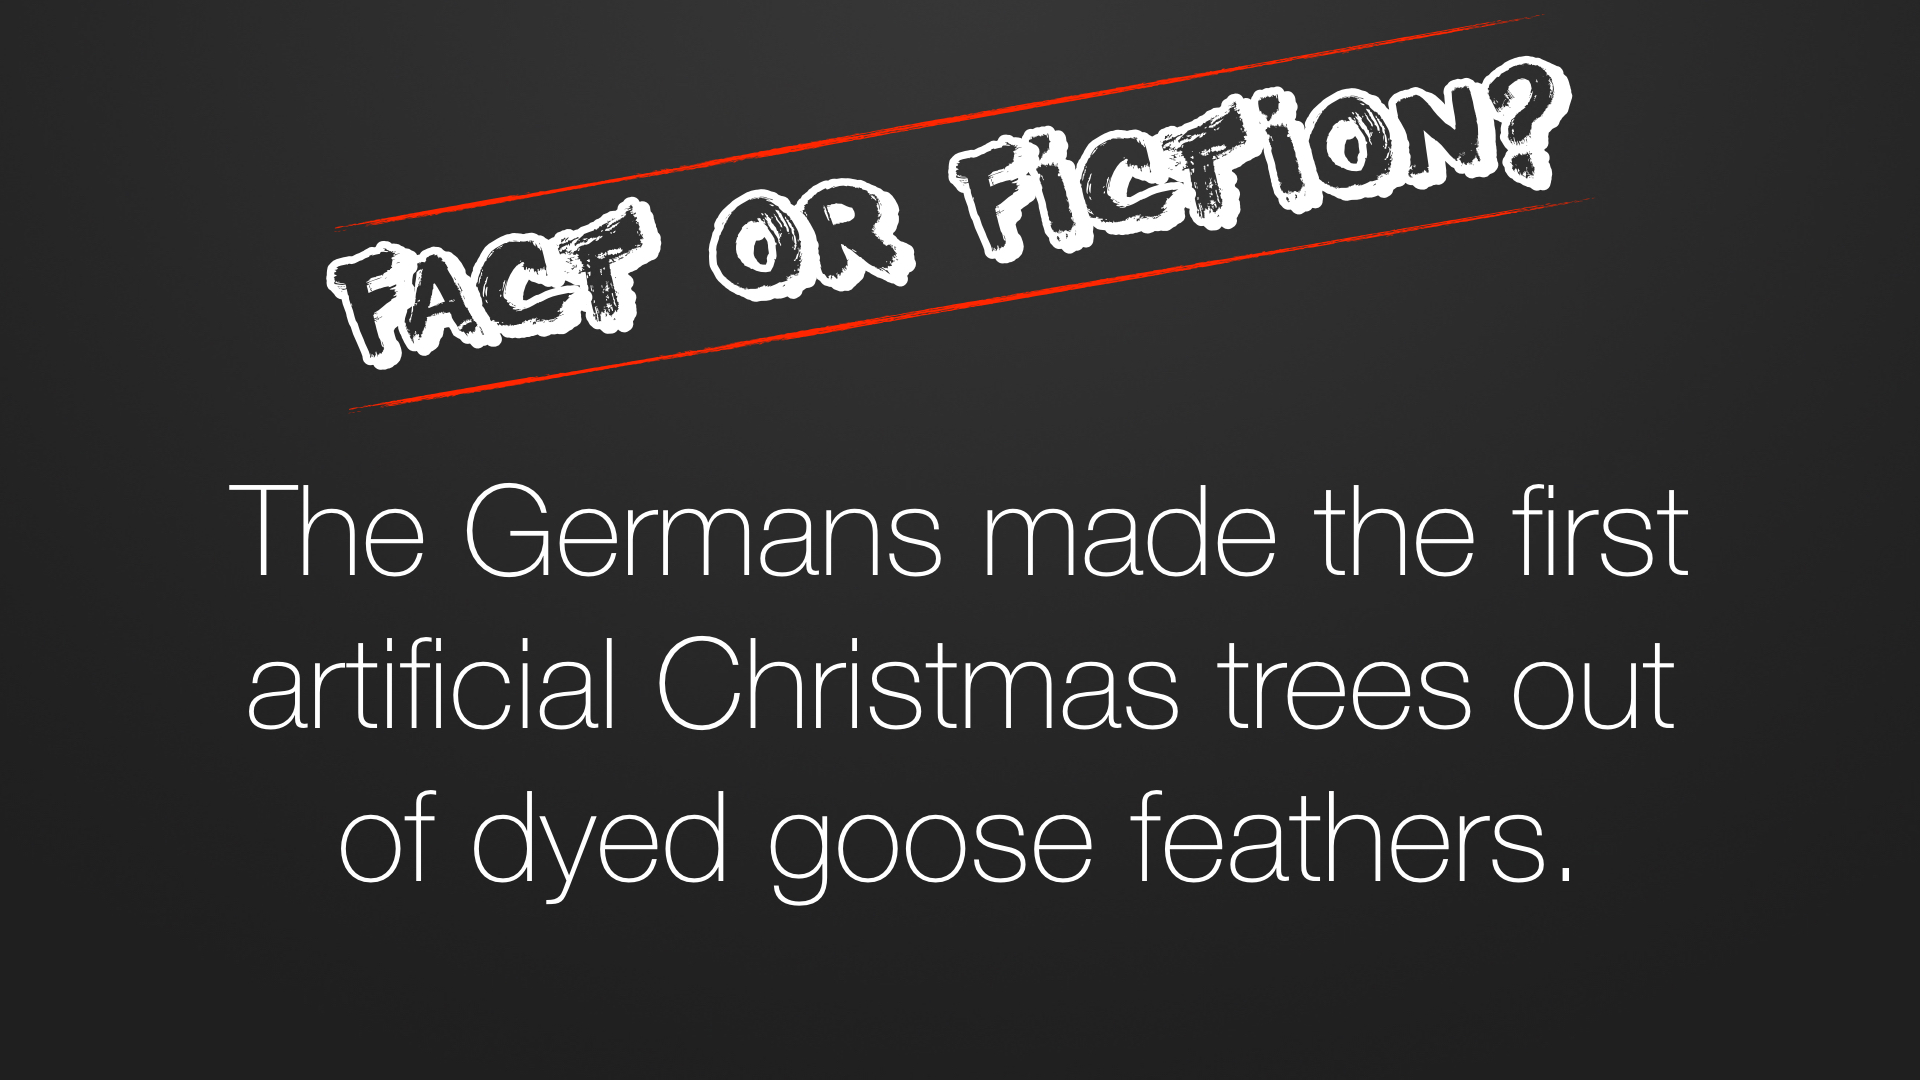 FACT OR FiCTiON?
The Germans made the first
artificial Christmas trees out
of dyed goose feathers.